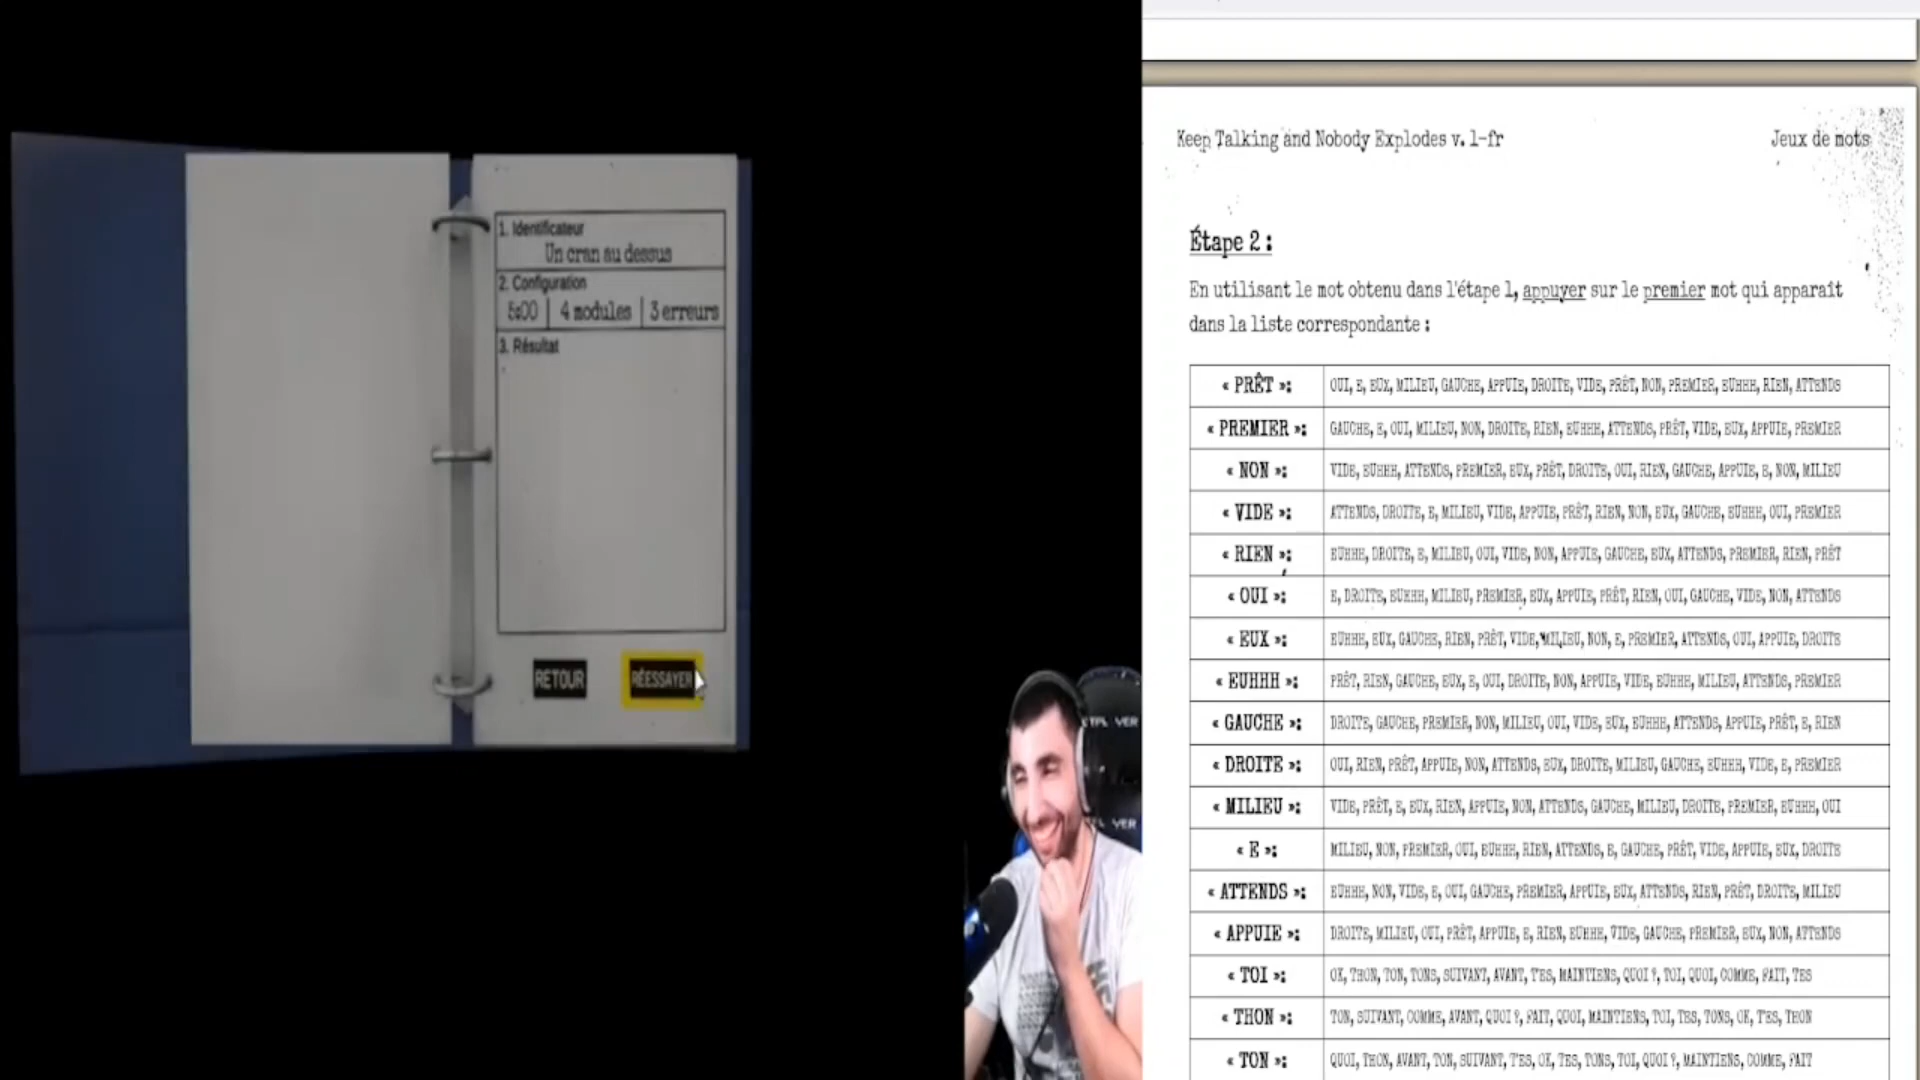 1. Identificateur
Un cran au dessus
2. Configuration
5:00 | 4 modules | 3 erreurs
3. Résultat
RETOUR
RÉESSAYER
Keep Talking and Nobody Explodes v. 1-fr
Jeux de mots
Étape 2 :
En utilisant le mot obtenu dans l'étape 1, appuyer sur le premier mot qui apparaît
dans la liste correspondante :
« PRÊT »: OUI, E, EUX, MILIEU, GAUCHE, APPUIE, DROITE, VIDE, PRÊT, NON, PREMIER, EUHHH, RIEN, ATTENDS
« PREMIER »: GAUCHE, E, OUI, MILIEU, NON, DROITE, RIEN, EUHHH, ATTENDS, PRÊT, VIDE, EUX, APPUIE, PREMIER
« NON »: VIDE, EUHHH, ATTENDS, PREMIER, EUX, PRÊT, DROITE, OUI, RIEN, GAUCHE, APPUIE, E, NON, MILIEU
« VIDE »: ATTENDS, DROITE, E, MILIEU, VIDE, APPUIE, PRÊT, RIEN, NON, EUX, GAUCHE, EUHHH, OUI, PREMIER
« RIEN »: EUHHH, DROITE, E, MILIEU, OUI, VIDE, NON, APPUIE, GAUCHE, EUX, ATTENDS, PREMIER, RIEN, PRÊT
« OUI »: E, DROITE, EUHHH, MILIEU, PREMIER, EUX, APPUIE, PRÊT, RIEN, OUI, GAUCHE, VIDE, NON, ATTENDS
« EUX »: EUHHH, EUX, GAUCHE, RIEN, PRÊT, VIDE, MILIEU, NON, E, PREMIER, ATTENDS, OUI, APPUIE, DROITE
« EUHHH »: PRÊT, RIEN, GAUCHE, EUX, E, OUI, DROITE, NON, APPUIE, VIDE, EUHHH, MILIEU, ATTENDS, PREMIER
« GAUCHE »: DROITE, GAUCHE, PREMIER, NON, MILIEU, OUI, VIDE, EUX, EUHHH, ATTENDS, APPUIE, PRÊT, E, RIEN
« DROITE »: OUI, RIEN, PRÊT, APPUIE, NON, ATTENDS, EUX, DROITE, MILIEU, GAUCHE, EUHHH, VIDE, E, PREMIER
« MILIEU »: VIDE, PRÊT, E, EUX, RIEN, APPUIE, NON, ATTENDS, GAUCHE, MILIEU, DROITE, PREMIER, EUHHH, OUI
« E »: MILIEU, NON, PREMIER, OUI, EUHHH, RIEN, ATTENDS, E, GAUCHE, PRÊT, VIDE, APPUIE, EUX, DROITE
« ATTENDS »: EUHHH, NON, VIDE, E, OUI, GAUCHE, PREMIER, APPUIE, EUX, ATTENDS, RIEN, PRÊT, DROITE, MILIEU
« APPUIE »: DROITE, MILIEU, OUI, PRÊT, APPUIE, E, RIEN, EUHHH, VIDE, GAUCHE, PREMIER, EUX, NON, ATTENDS
« TOI »: OK, THON, TON, TONS, SUIVANT, AVANT, T'ES, MAINTIENS, QUOI ?, TOI, QUOI, COMME, FAIT, TES
« THON »: TON, SUIVANT, COMME, AVANT, QUOI ?, FAIT, QUOI, MAINTIENS, TOI, TES, TONS, OK, T'ES, THON
« TON »: QUOI, THON, AVANT, TON, SUIVANT, T'ES, OK, TES, TONS, TOI, QUOI ?, MAINTIENS, COMME, FAIT